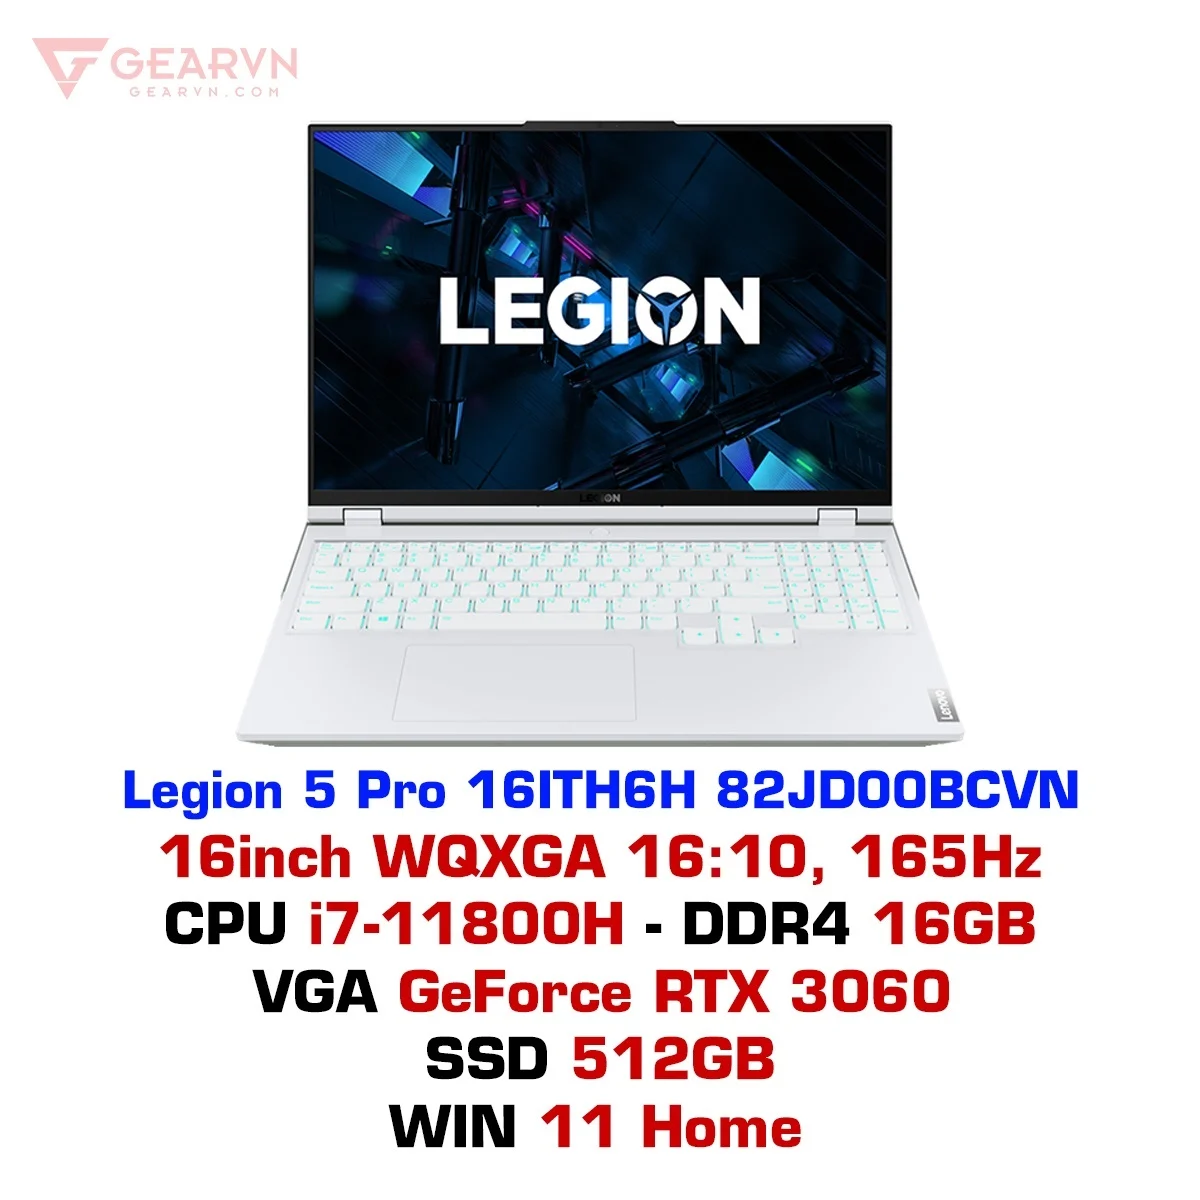 GEARVN
GEARVN.COM
LEGION
LEGION
Lenovo
Legion 5 Pro 16ITH6H 82JD00BCVN
16inch WQXGA 16:10, 165Hz
CPU i7-11800H - DDR4 16GB
VGA GeForce RTX 3060
SSD 512GB
WIN 11 Home